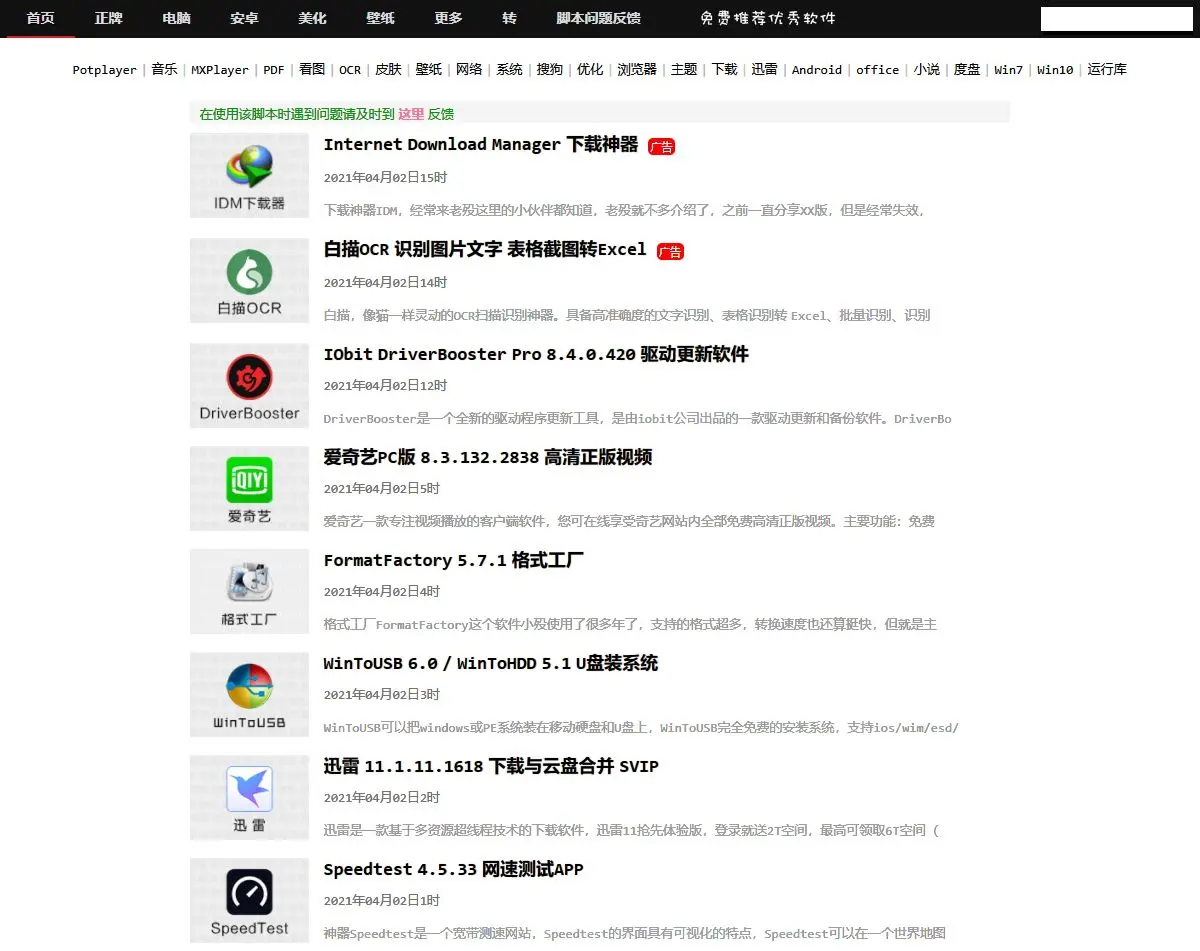 首页 正牌 电脑 安卓 美化 壁纸 更多 转 脚本问题反馈 免费推荐优秀软件
Potplayer | 音乐 | MXPlayer | PDF | 看图 | OCR | 皮肤 | 壁纸 | 网络 | 系统 | 搜狗 | 优化 | 浏览器 | 主题 | 下载 | 迅雷 | Android | office | 小说 | 度盘 | Win7 | Win10 | 运行库
在使用该脚本时遇到问题请及时到 这里 反馈
Internet Download Manager 下载神器 广告
2021年04月02日15时
IDM下载器
下载神器IDM，经常来老殁这里的小伙伴都知道，老殁就不多介绍了，之前一直分享XX版，但是经常失效，
白描OCR 识别图片文字 表格截图转Excel 广告
2021年04月02日14时
白描OCR
白描，像猫一样灵动的OCR扫描识别神器。具备高准确度的文字识别、表格识别转 Excel、批量识别、识别
IObit DriverBooster Pro 8.4.0.420 驱动更新软件
2021年04月02日12时
DriverBooster
DriverBooster是一个全新的驱动程序更新工具，是由iobit公司出品的一款驱动更新和备份软件。DriverBo
爱奇艺PC版 8.3.132.2838 高清正版视频
iQIYI
2021年04月02日5时
爱奇艺
爱奇艺一款专注视频播放的客户端软件，您可在线享受奇艺网站内全部免费高清正版视频。主要功能：免费
FormatFactory 5.7.1 格式工厂
2021年04月02日4时
格式工厂
格式工厂FormatFactory这个软件小殁使用了很多年了，支持的格式超多，转换速度也还算挺快，但就是主
WinToUSB 6.0 / WinToHDD 5.1 U盘装系统
2021年04月02日3时
WinToUSB
WinToUSB可以把windows或PE系统装在移动硬盘和U盘上，WinToUSB完全免费的安装系统，支持ios/wim/esd/
迅雷 11.1.11.1618 下载与云盘合并 SVIP
2021年04月02日2时
迅 雷
迅雷是一款基于多资源超线程技术的下载软件，迅雷11抢先体验版，登录就送2T空间，最高可领取6T空间（
Speedtest 4.5.33 网速测试APP
2021年04月02日1时
SpeedTest
神器Speedtest是一个宽带测速网站，Speedtest的界面具有可视化的特点，Speedtest可以在一个世界地图